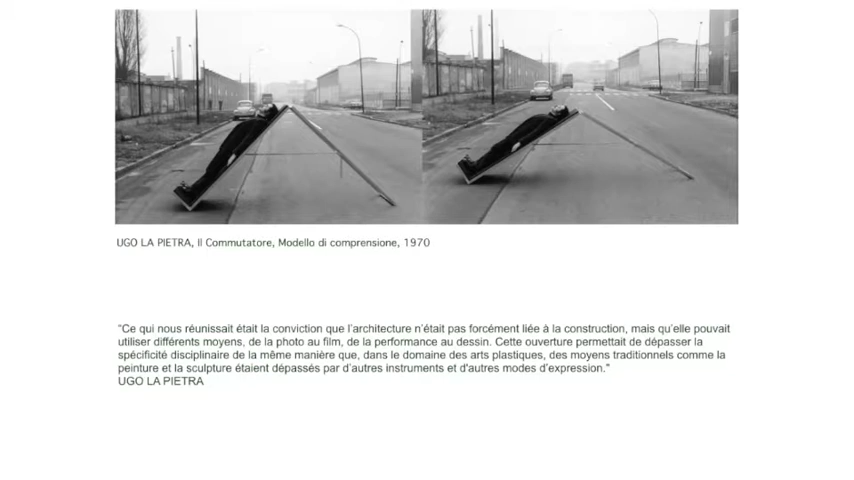 UGO LA PIETRA, Il Commutatore, Modello di comprensione, 1970
"Ce qui nous réunissait était la conviction que l'architecture n'était pas forcément liée à la construction, mais qu'elle pouvait
utiliser différents moyens, de la photo au film, de la performance au dessin. Cette ouverture permettait de dépasser la
spécificité disciplinaire de la même manière que, dans le domaine des arts plastiques, des moyens traditionnels comme la
peinture et la sculpture étaient dépassés par d'autres instruments et d'autres modes d'expression."
UGO LA PIETRA